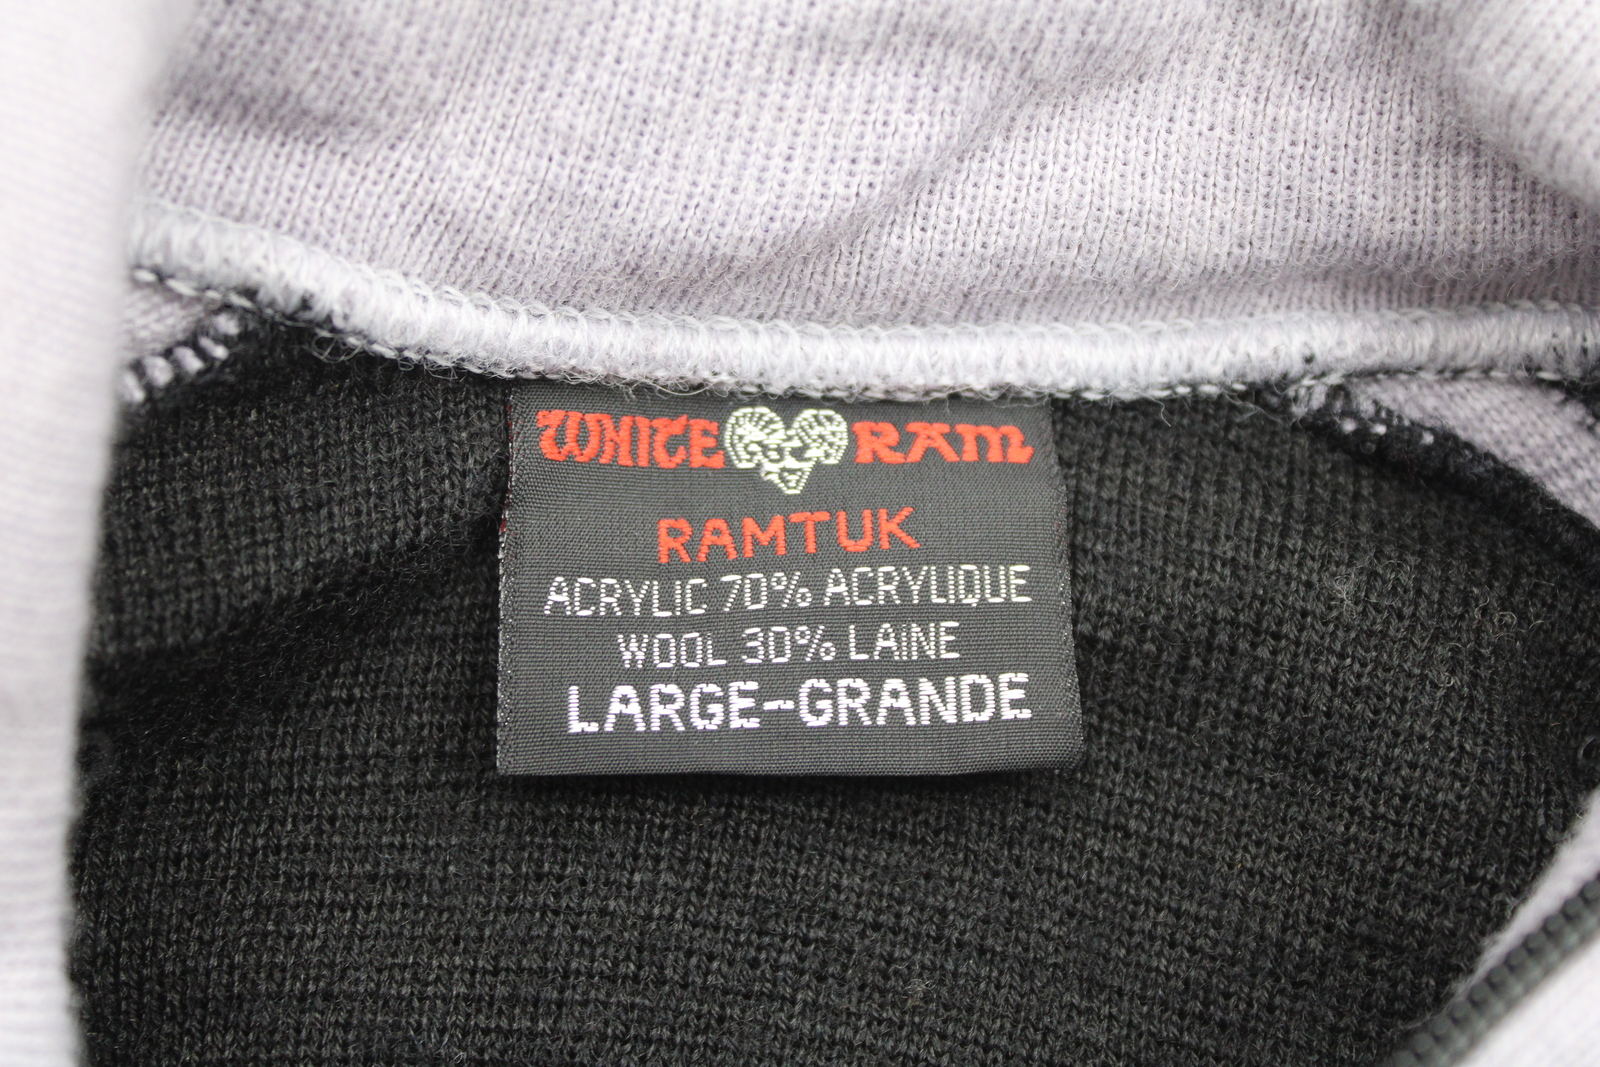 WHITE RAM
RAMTUK
ACRYLIC 70% ACRYLIQUE
WOOL 30% LAINE
LARGE-GRANDE